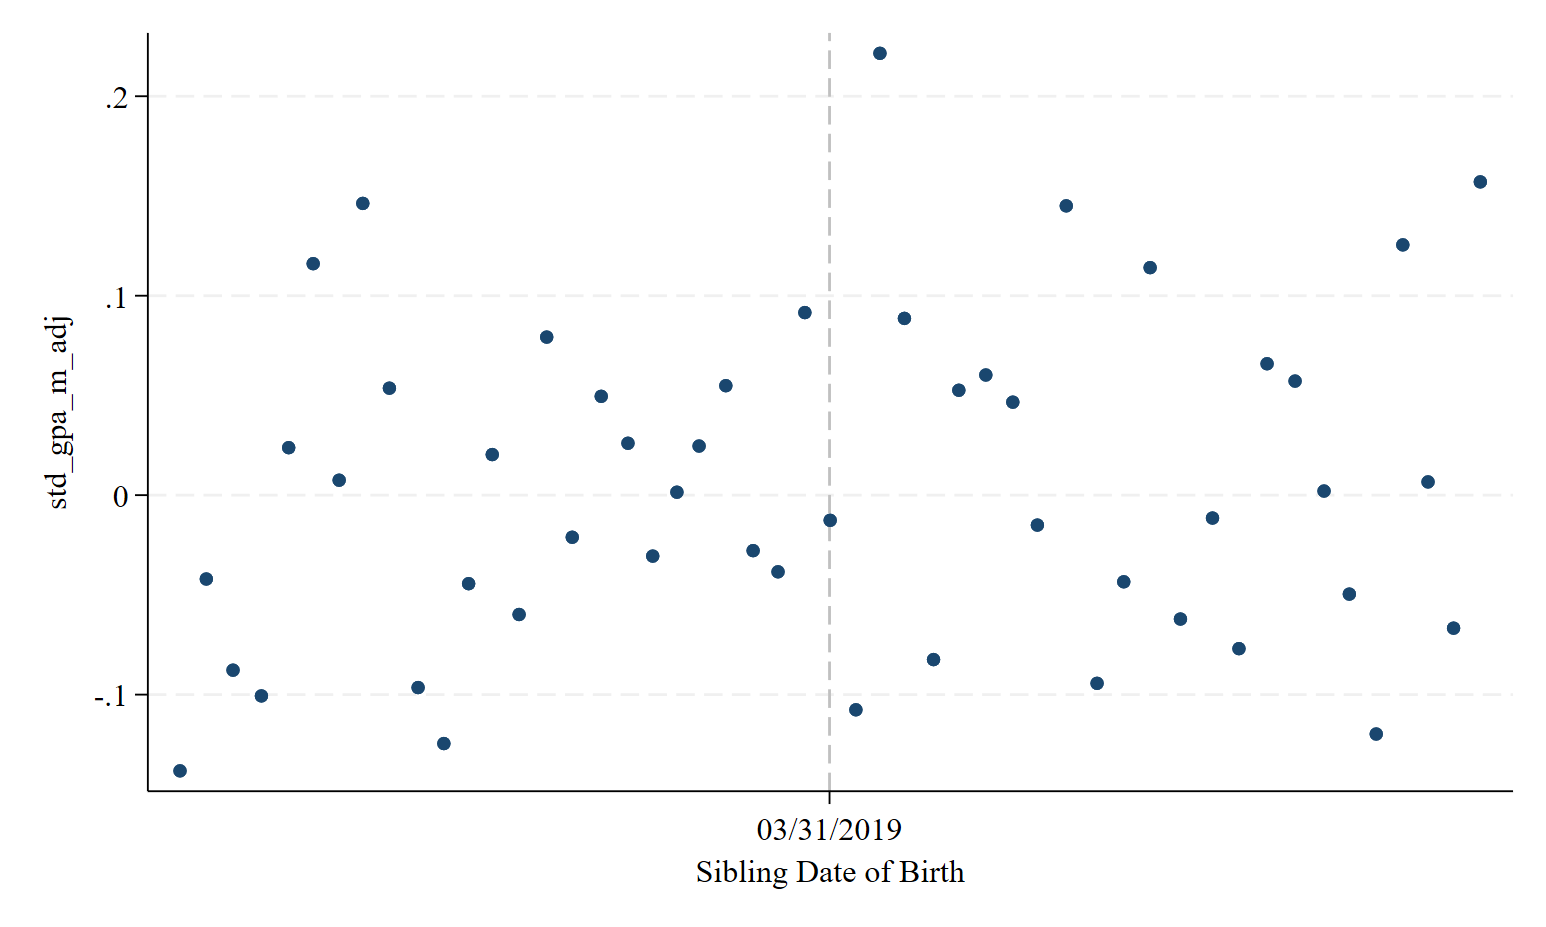 .2
.1
0
-.1
std_gpa_m_adj
03/31/2019
Sibling Date of Birth